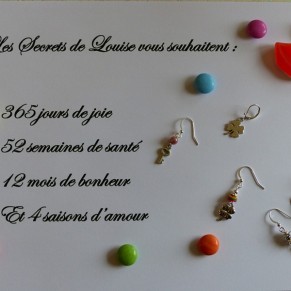 Les Secrets de Louise vous souhaitent :
365 jours de joie
52 semaines de santé
12 mois de bonheur
Et 4 saisons d'amour